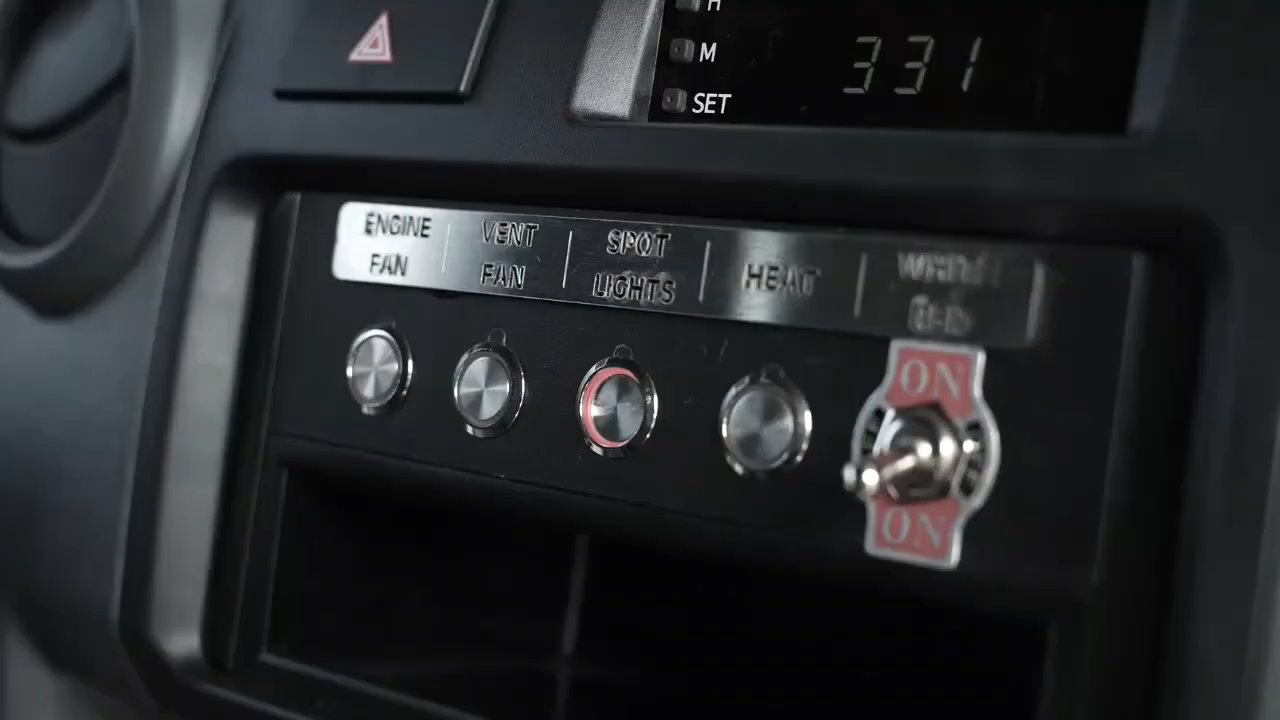 H
M
331
SET
ENGINE
FAN
VENT
FAN
SPOT
LIGHTS
HEAT
ON
ON